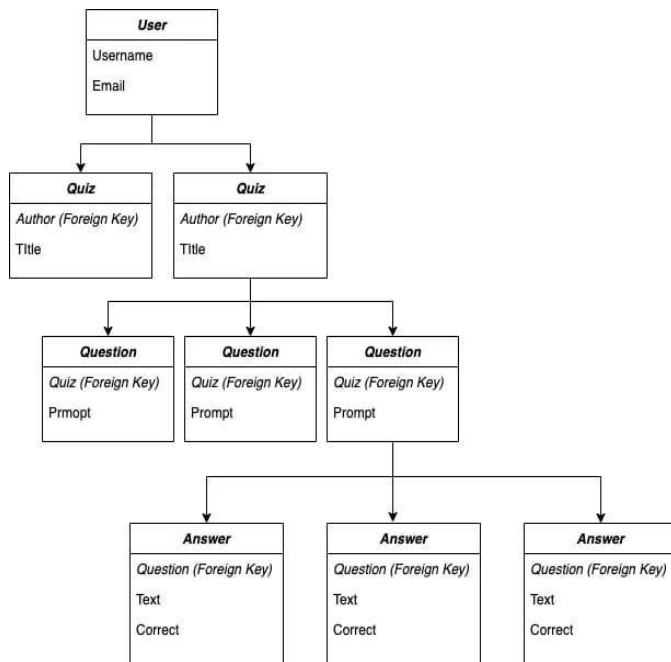 User
Username
Email
Quiz
Author (Foreign Key)
TItle
Quiz
Author (Foreign Key)
TItle
Question
Quiz (Foreign Key)
Prmopt
Question
Quiz (Foreign Key)
Prompt
Question
Quiz (Foreign Key)
Prompt
Answer
Question (Foreign Key)
Text
Correct
Answer
Question (Foreign Key)
Text
Correct
Answer
Question (Foreign Key)
Text
Correct